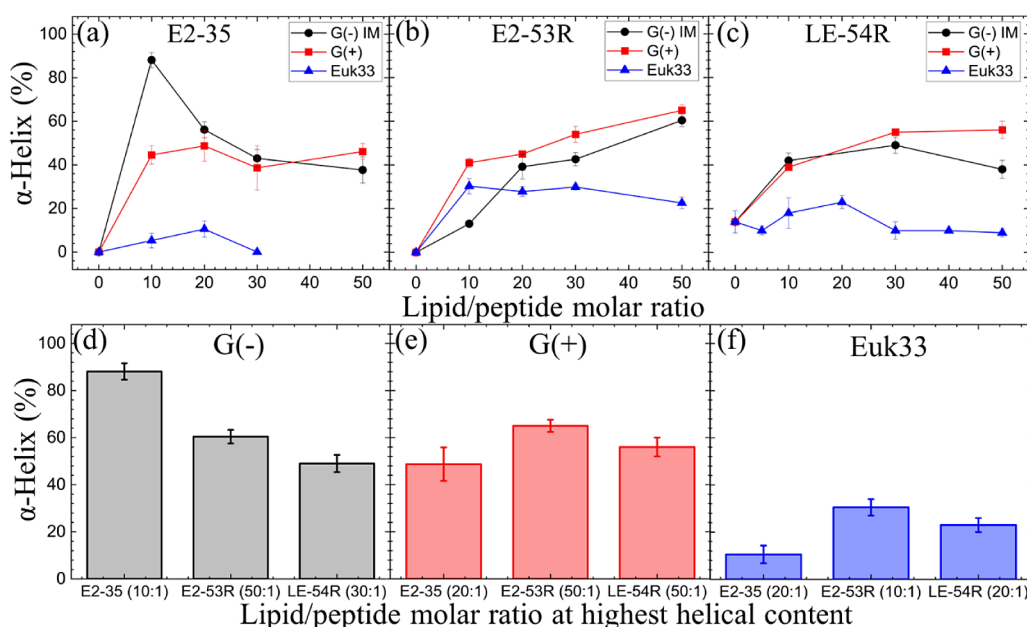 (a) E2-35
G(-) IM
G(+)
Euk33
(b) E2-53R
G(-) IM
G(+)
Euk33
(c) LE-54R
G(-) IM
G(+)
Euk33
α-Helix (%)
100
80
60
40
20
0
0 10 20 30 40 50
0 10 20 30 40 50
0 10 20 30 40 50
Lipid/peptide molar ratio
(d) G(-)
(e) G(+)
(f) Euk33
α-Helix (%)
80
60
40
20
0
E2-35 (10:1) E2-53R (50:1) LE-54R (30:1)
E2-35 (20:1) E2-53R (50:1) LE-54R (50:1)
E2-35 (20:1) E2-53R (10:1) LE-54R (20:1)
Lipid/peptide molar ratio at highest helical content